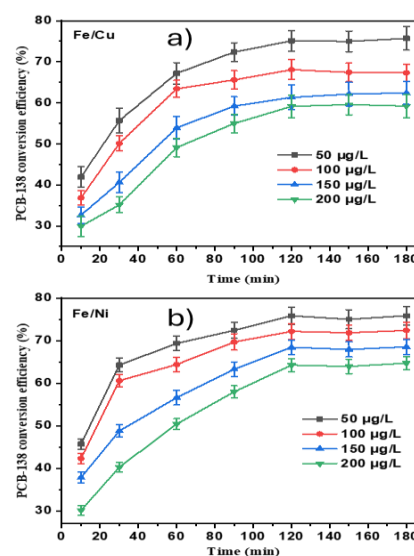 Fe/Cu
a)
PCB-138 conversion efficiency (%)
80
70
60
50
40
30
50 µg/L
100 µg/L
150 µg/L
200 µg/L
0 20 40 60 80 100 120 140 160 180
Time (min)
Fe/Ni
b)
PCB-138 conversion efficiency (%)
80
70
60
50
40
30
50 µg/L
100 µg/L
150 µg/L
200 µg/L
0 20 40 60 80 100 120 140 160 180
Time (min)